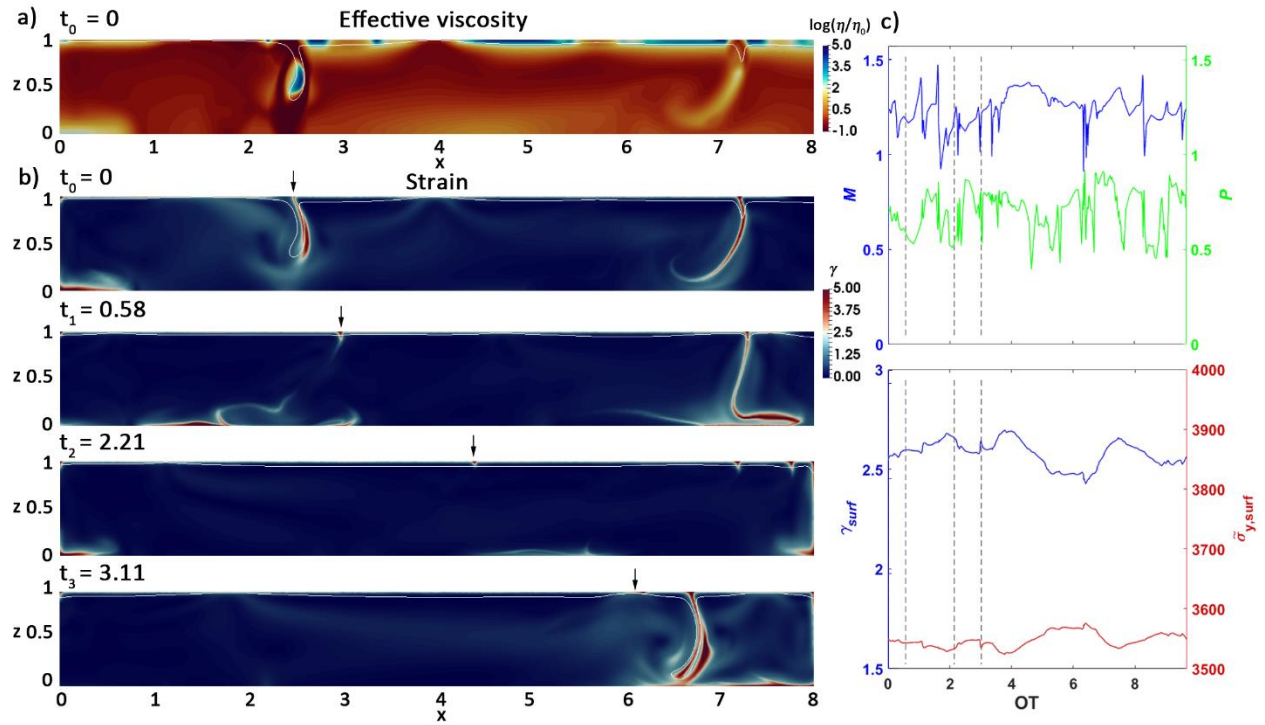 a)
t₀ = 0
Effective viscosity
log(η/η₀)
1
z 0.5
0
5.0
3.5
2.0
0.5
-1.0
0 1 2 3 4 5 6 7 8
x
b)
t₀ = 0
Strain
1
z 0.5
0
t₁ = 0.58
1
z 0.5
0
γ
5.00
3.75
2.5
1.25
0.00
t₂ = 2.21
1
z 0.5
0
t₃ = 3.11
1
z 0.5
0
0 1 2 3 4 5 6 7 8
x
c)
1.5
1
0.5
0
M
1.5
1
0.5
0
P
3
2.5
2
1.5
γsurf
4000
3900
3800
3700
3600
3500
σ̃y,surf
0 2 4 6 8
OT